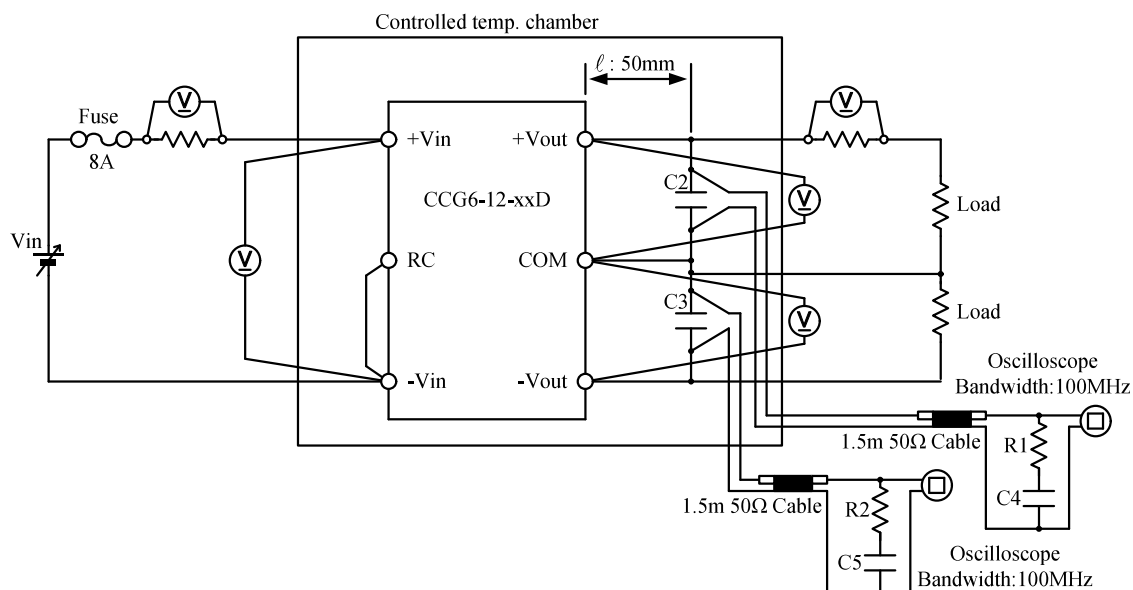 Controlled temp. chamber
ℓ : 50mm
V
V
Fuse
8A
+Vin
+Vout
C2
CCG6-12-xxD
V
Load
Vin
V
RC
COM
C3
V
Load
-Vin
-Vout
Oscilloscope
Bandwidth:100MHz
1.5m 50Ω Cable
R1
C4
1.5m 50Ω Cable
R2
C5
Oscilloscope
Bandwidth:100MHz